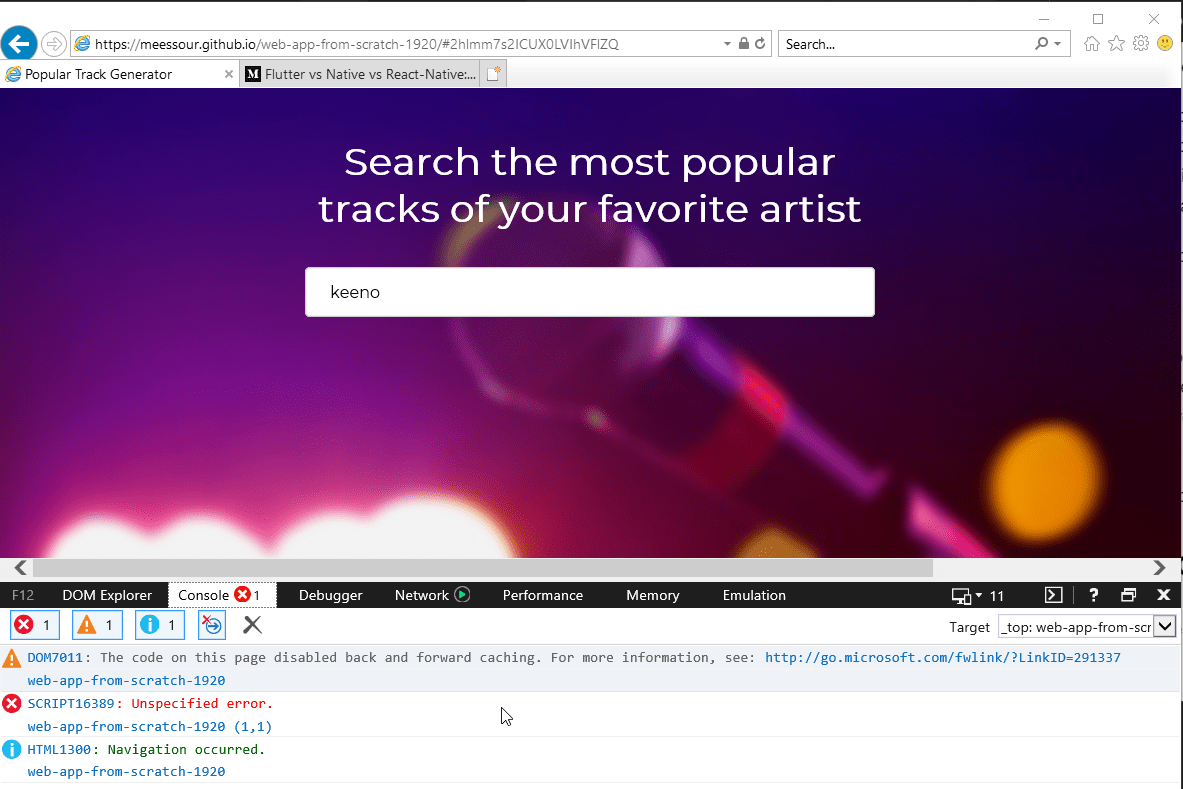 https://meessour.github.io/web-app-from-scratch-1920/#2hlmm7s2ICUX0LVIhVFlZQ
Search...
Popular Track Generator
M Flutter vs Native vs React-Native:...
Search the most popular
tracks of your favorite artist
keeno
F12 DOM Explorer Console 1 Debugger Network Performance Memory Emulation 11 ?
1 1 1 Target _top: web-app-from-scr
DOM7011: The code on this page disabled back and forward caching. For more information, see: http://go.microsoft.com/fwlink/?LinkID=291337
web-app-from-scratch-1920
SCRIPT16389: Unspecified error.
web-app-from-scratch-1920 (1,1)
HTML1300: Navigation occurred.
web-app-from-scratch-1920